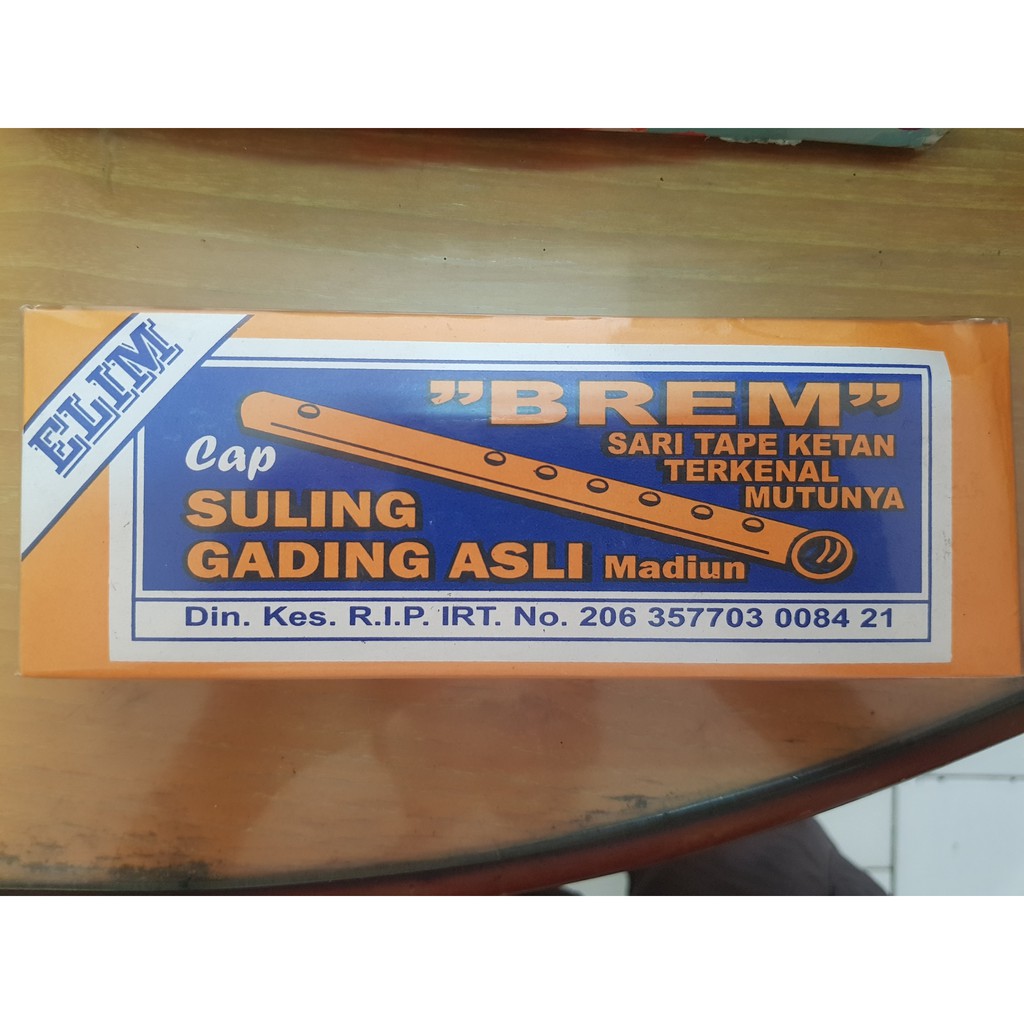 ELIM
"BREM"
SARI TAPE KETAN
TERKENAL
MUTUNYA
Cap
SULING
GADING ASLI Madiun
Din. Kes. R.I.P. IRT. No. 206 357703 0084 21